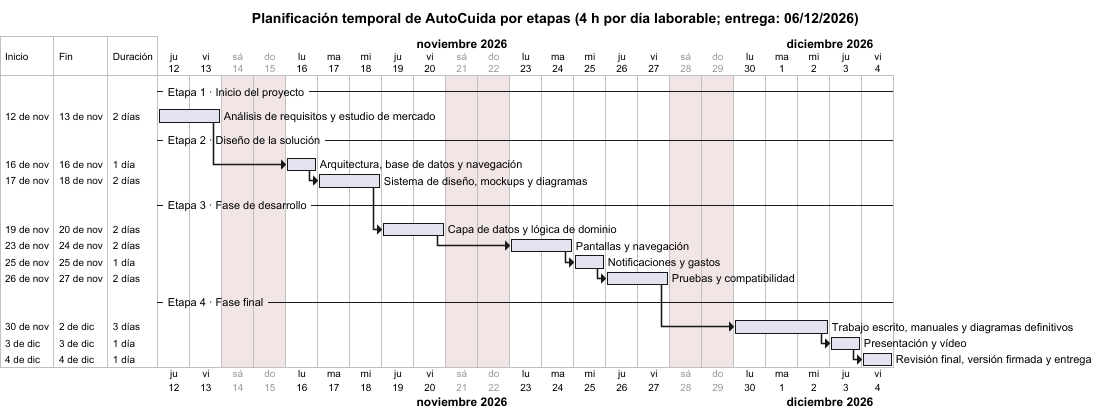 Planificación temporal de AutoCuida por etapas (4 h por día laborable; entrega: 06/12/2026)
noviembre 2026 diciembre 2026
Inicio Fin Duración ju vi sá do lu ma mi ju vi sá do lu ma mi ju vi sá do lu ma mi ju vi
12 13 14 15 16 17 18 19 20 21 22 23 24 25 26 27 28 29 30 1 2 3 4
Etapa 1 · Inicio del proyecto
12 de nov 13 de nov 2 días Análisis de requisitos y estudio de mercado
Etapa 2 · Diseño de la solución
16 de nov 16 de nov 1 día Arquitectura, base de datos y navegación
17 de nov 18 de nov 2 días Sistema de diseño, mockups y diagramas
Etapa 3 · Fase de desarrollo
19 de nov 20 de nov 2 días Capa de datos y lógica de dominio
23 de nov 24 de nov 2 días Pantallas y navegación
25 de nov 25 de nov 1 día Notificaciones y gastos
26 de nov 27 de nov 2 días Pruebas y compatibilidad
Etapa 4 · Fase final
30 de nov 2 de dic 3 días Trabajo escrito, manuales y diagramas definitivos
3 de dic 3 de dic 1 día Presentación y vídeo
4 de dic 4 de dic 1 día Revisión final, versión firmada y entrega
ju vi sá do lu ma mi ju vi sá do lu ma mi ju vi sá do lu ma mi ju vi
12 13 14 15 16 17 18 19 20 21 22 23 24 25 26 27 28 29 30 1 2 3 4
noviembre 2026 diciembre 2026